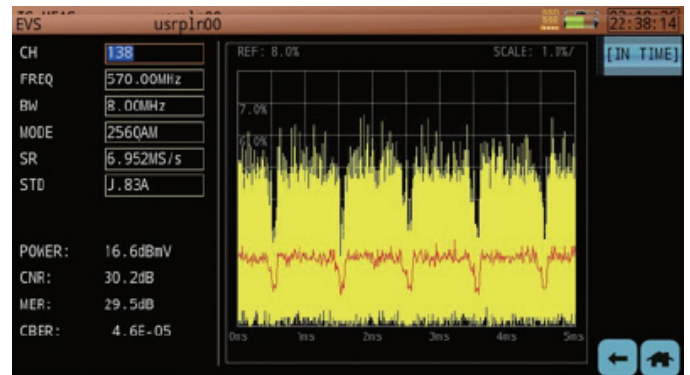 EVS usrplr00 22:38:14
CH 138
FREQ 570.00MHz
BW 8.00MHz
MODE 256QAM
SR 6.952MS/s
STD J.83A
POWER: 16.6dBmV
CNR: 30.2dB
MER: 29.5dB
CBER: 4.6E-05
REF: 8.0% SCALE: 1.0%/
7.0%
6.0%
0ms 1ms 2ms 3ms 4ms 5ms
[IN TIME]